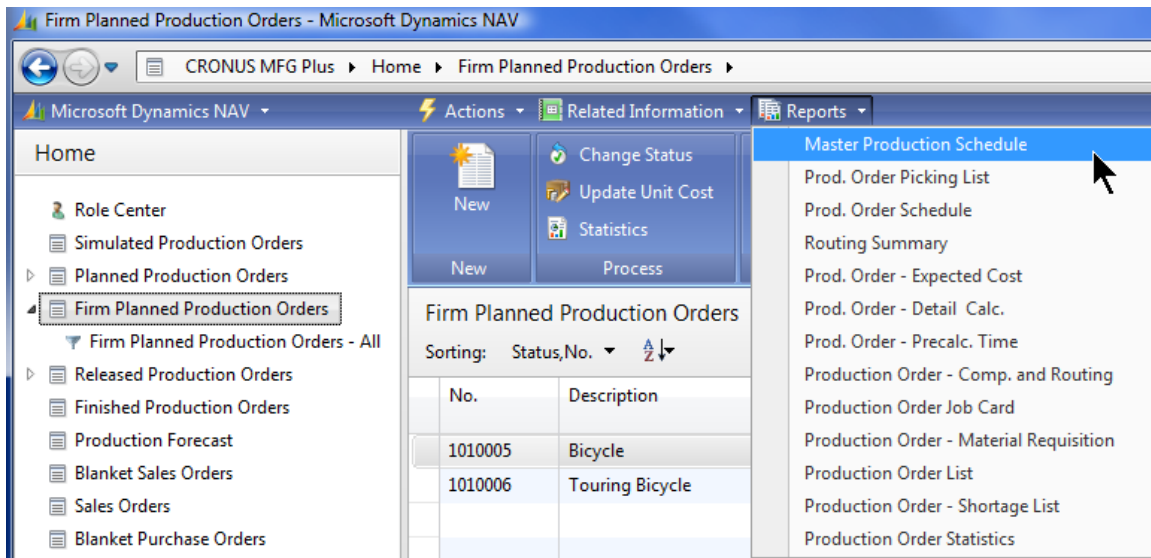 Firm Planned Production Orders - Microsoft Dynamics NAV
CRONUS MFG Plus Home Firm Planned Production Orders
Microsoft Dynamics NAV Actions Related Information Reports
Home
Role Center
Simulated Production Orders
Planned Production Orders
Firm Planned Production Orders
Firm Planned Production Orders - All
Released Production Orders
Finished Production Orders
Production Forecast
Blanket Sales Orders
Sales Orders
Blanket Purchase Orders
New
Change Status
Update Unit Cost
Statistics
New Process
Firm Planned Production Orders
Sorting: Status,No. AZ
No. Description
1010005 Bicycle
1010006 Touring Bicycle
Master Production Schedule
Prod. Order Picking List
Prod. Order Schedule
Routing Summary
Prod. Order - Expected Cost
Prod. Order - Detail Calc.
Prod. Order - Precalc. Time
Production Order - Comp. and Routing
Production Order Job Card
Production Order - Material Requisition
Production Order List
Production Order - Shortage List
Production Order Statistics